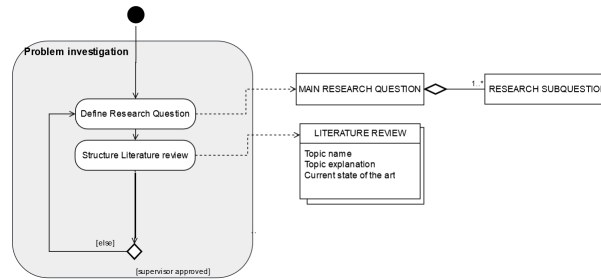 Problem investigation
Define Research Question
Structure Literature review
[else]
[supervisor approved]
MAIN RESEARCH QUESTION
1..*
RESEARCH SUBQUESTION
LITERATURE REVIEW
Topic name
Topic explanation
Current state of the art
..